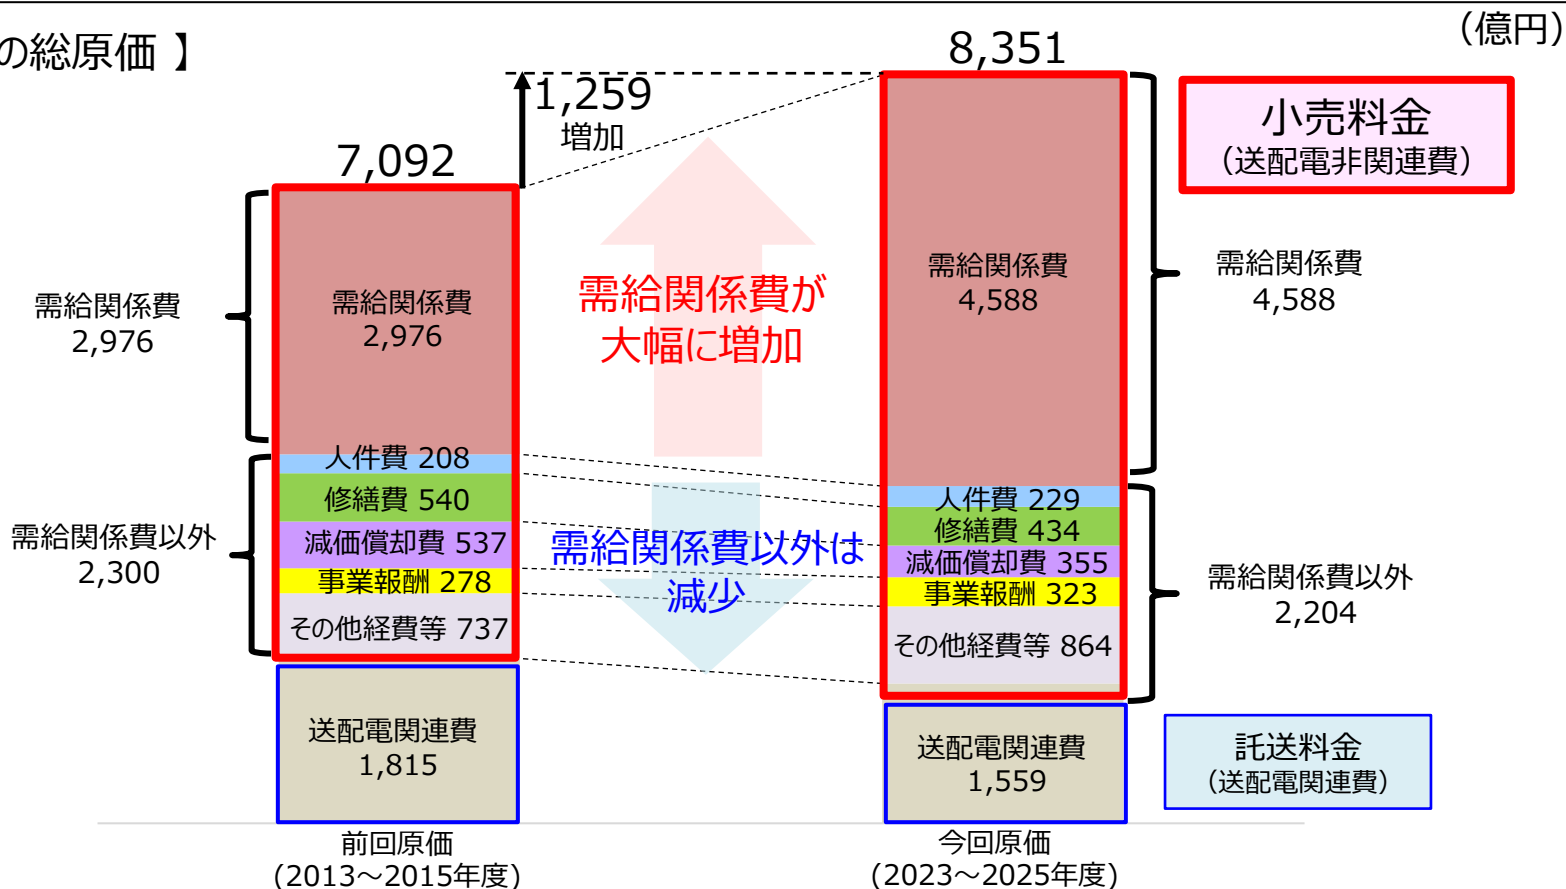 の総原価 】
(億円)
8,351
1,259
増加
7,092
小売料金
(送配電非関連費)
需給関係費
2,976
需給関係費
2,976
需給関係費が
大幅に増加
需給関係費
4,588
需給関係費
4,588
需給関係費以外
2,300
人件費 208
修繕費 540
減価償却費 537
事業報酬 278
その他経費等 737
需給関係費以外は
減少
人件費 229
修繕費 434
減価償却費 355
事業報酬 323
その他経費等 864
需給関係費以外
2,204
送配電関連費
1,815
送配電関連費
1,559
託送料金
(送配電関連費)
前回原価
(2013～2015年度)
今回原価
(2023～2025年度)